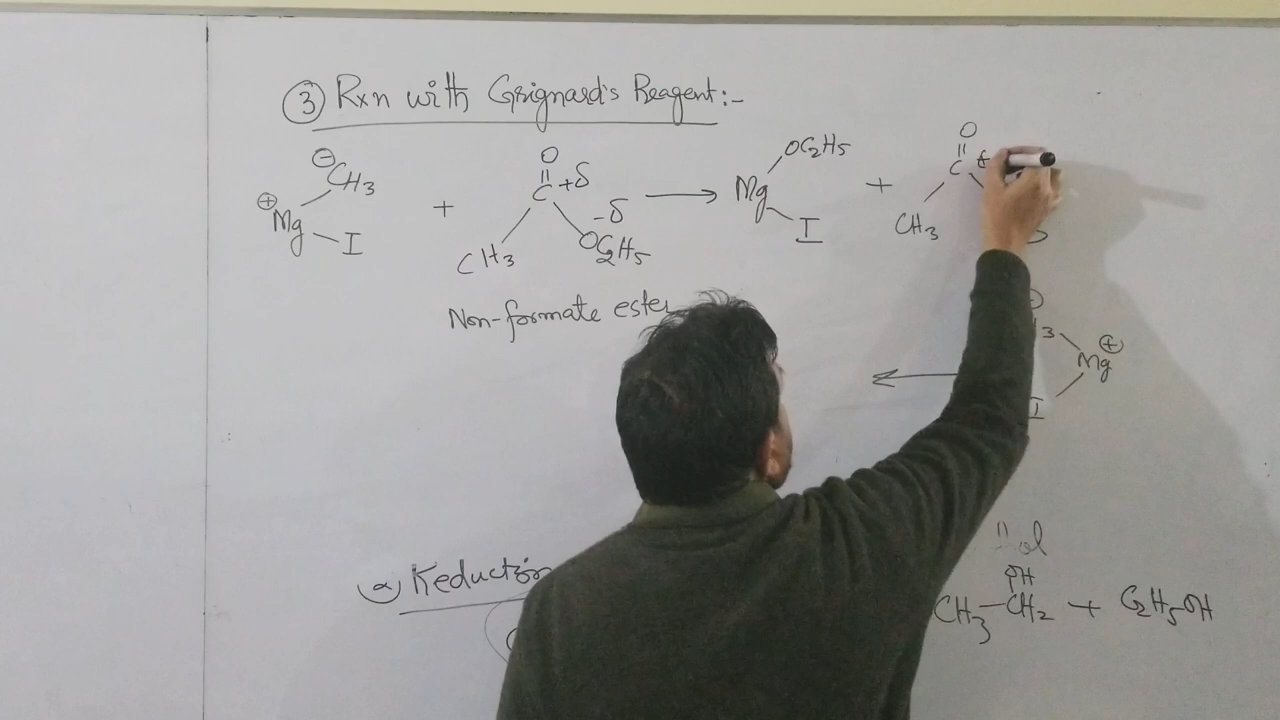 ③ Rxn with Grignard's Reagent:-
⊖
CH3
⊕
Mg
I
+
O
C +δ
-δ
CH3
OC2H5
→
OC2H5
Mg
I
+
O
C
CH3
Non-formate ester
3
Mg ⊕
I
←
a) Reduction
OH
CH3-CH2 + C2H5OH